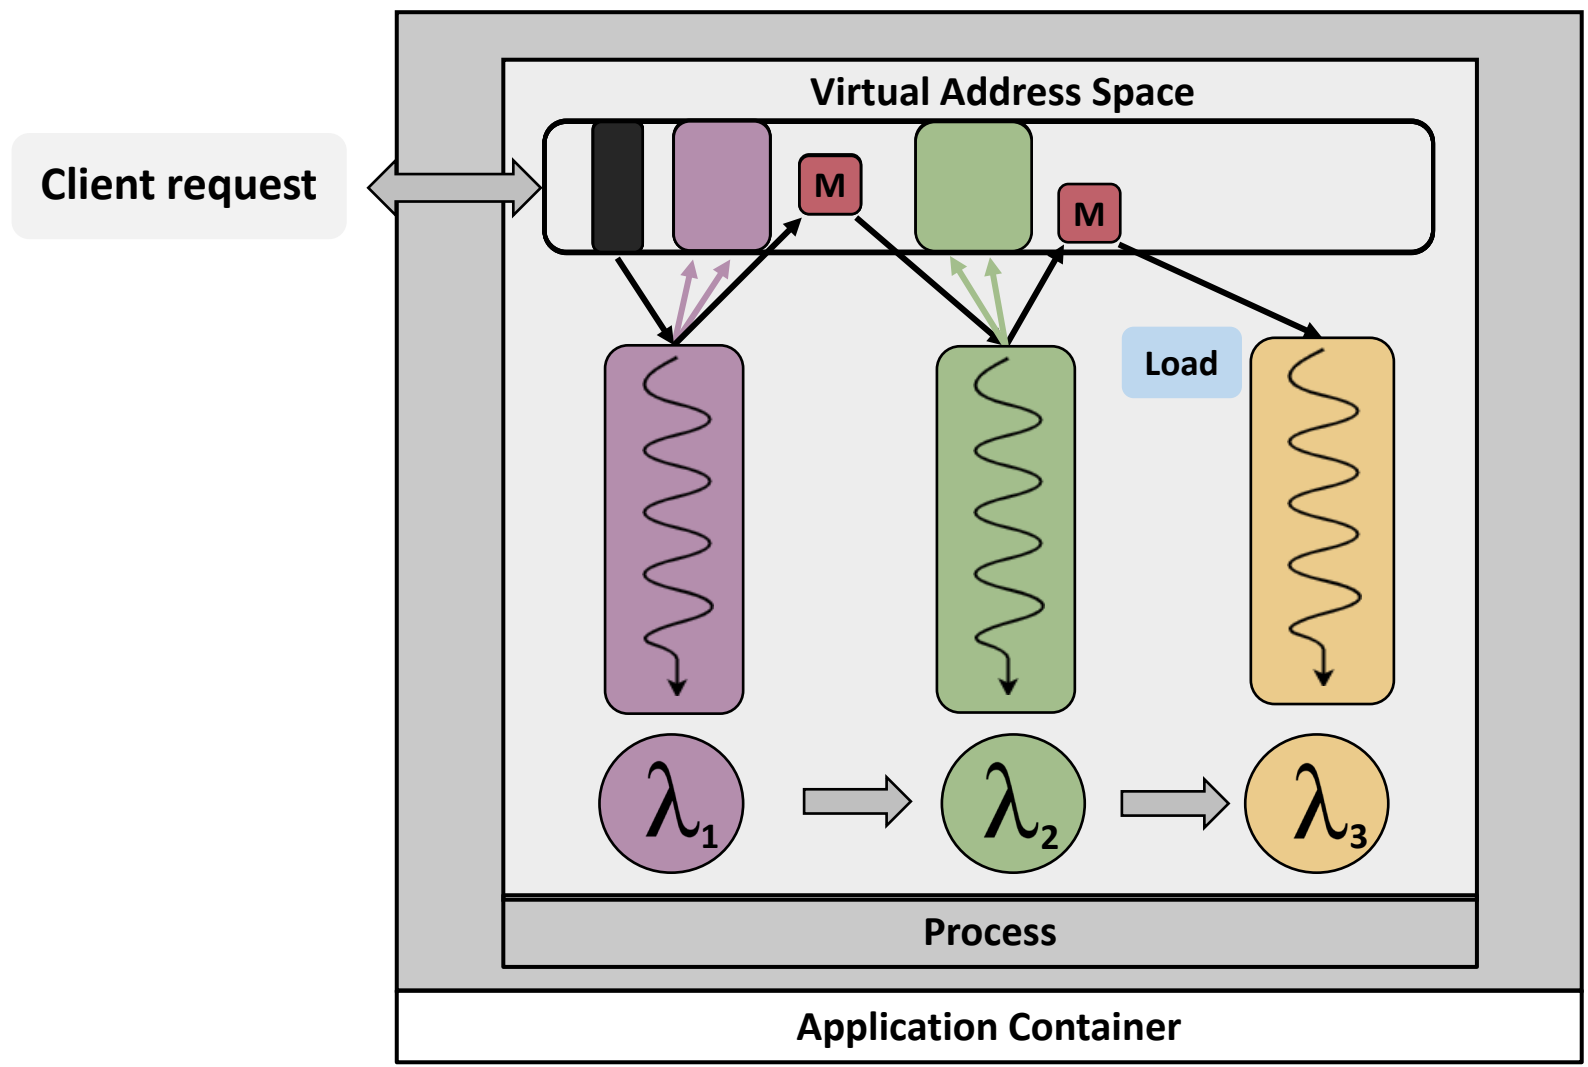 Virtual Address Space
Client request
M
M
Load
λ1
λ2
λ3
Process
Application Container